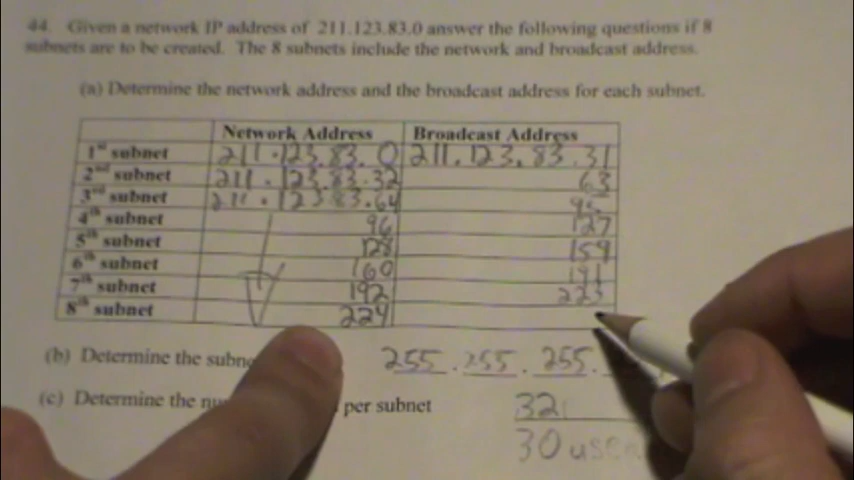 44. Given a network IP address of 211.123.83.0 answer the following questions if 8
subnets are to be created. The 8 subnets include the network and broadcast address.
(a) Determine the network address and the broadcast address for each subnet.
Network Address Broadcast Address
1st subnet 211.123.83.0 211.123.83.31
2nd subnet 211.123.83.32 63
3rd subnet 211.123.83.64 95
4th subnet 96 127
5th subnet 128 159
6th subnet 160 191
7th subnet 192 223
8th subnet 224
(b) Determine the 255.255.255.
(c) Determine the per subnet 32
30